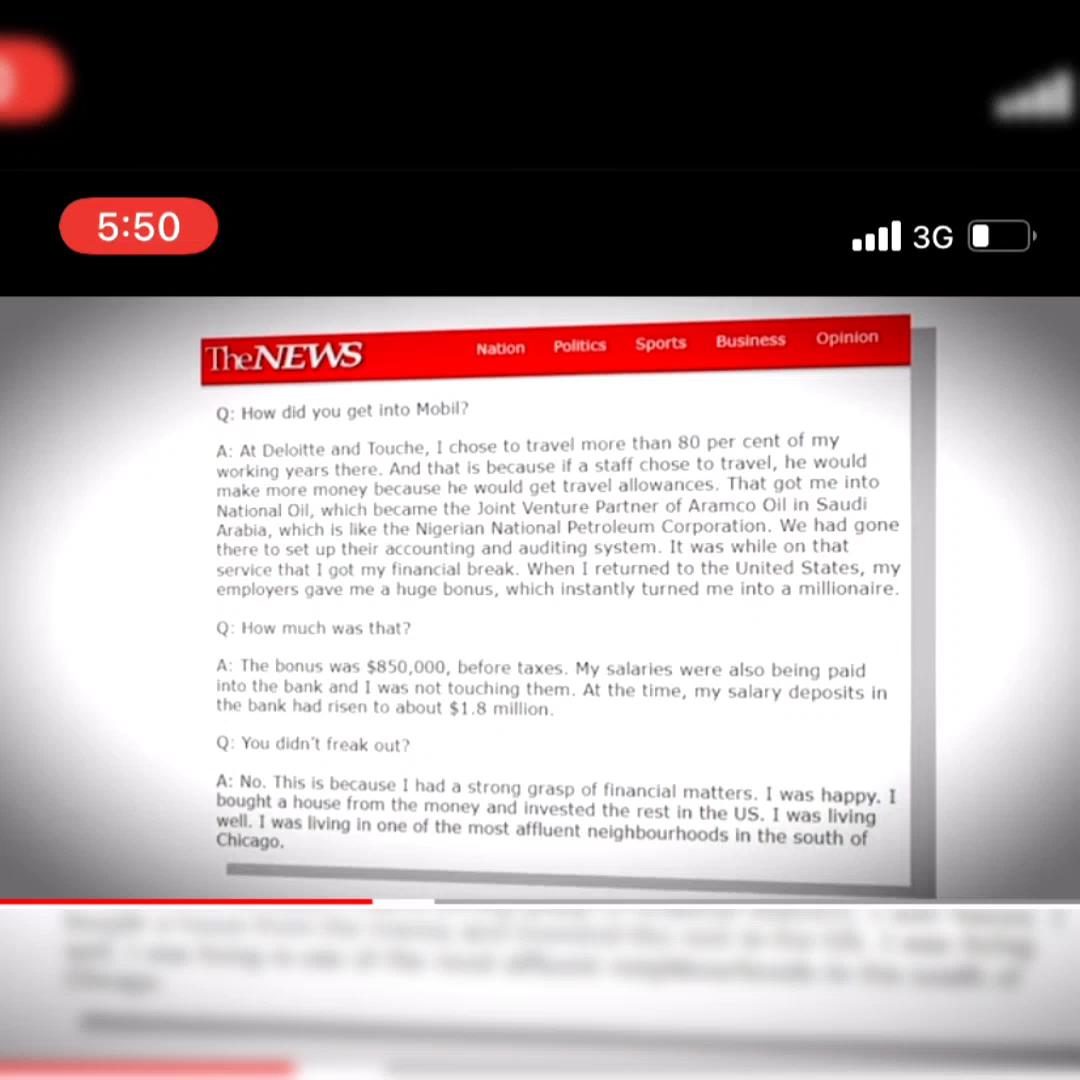 5:50
3G
TheNEWS
Nation Politics Sports Business Opinion
Q: How did you get into Mobil?
A: At Deloitte and Touche, I chose to travel more than 80 per cent of my
working years there. And that is because if a staff chose to travel, he would
make more money because he would get travel allowances. That got me into
National Oil, which became the Joint Venture Partner of Aramco Oil in Saudi
Arabia, which is like the Nigerian National Petroleum Corporation. We had gone
there to set up their accounting and auditing system. It was while on that
service that I got my financial break. When I returned to the United States, my
employers gave me a huge bonus, which instantly turned me into a millionaire.
Q: How much was that?
A: The bonus was $850,000, before taxes. My salaries were also being paid
into the bank and I was not touching them. At the time, my salary deposits in
the bank had risen to about $1.8 million.
Q: You didn't freak out?
A: No. This is because I had a strong grasp of financial matters. I was happy. I
bought a house from the money and invested the rest in the US. I was living
well. I was living in one of the most affluent neighbourhoods in the south of
Chicago.